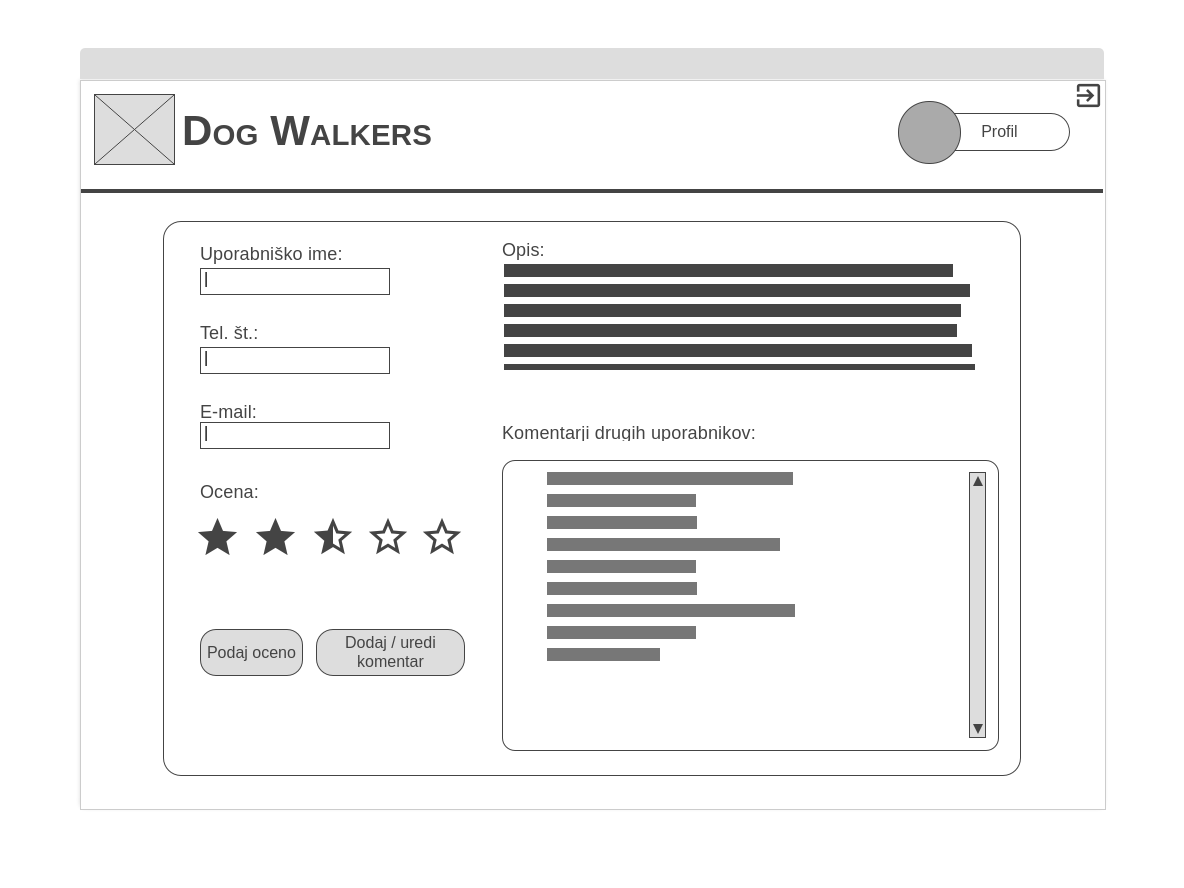 Dog Walkers
Profil
Uporabniško ime:
Tel. št.:
E-mail:
Ocena:
Podaj oceno
Dodaj / uredi
komentar
Opis:
Komentarji drugih uporabnikov: